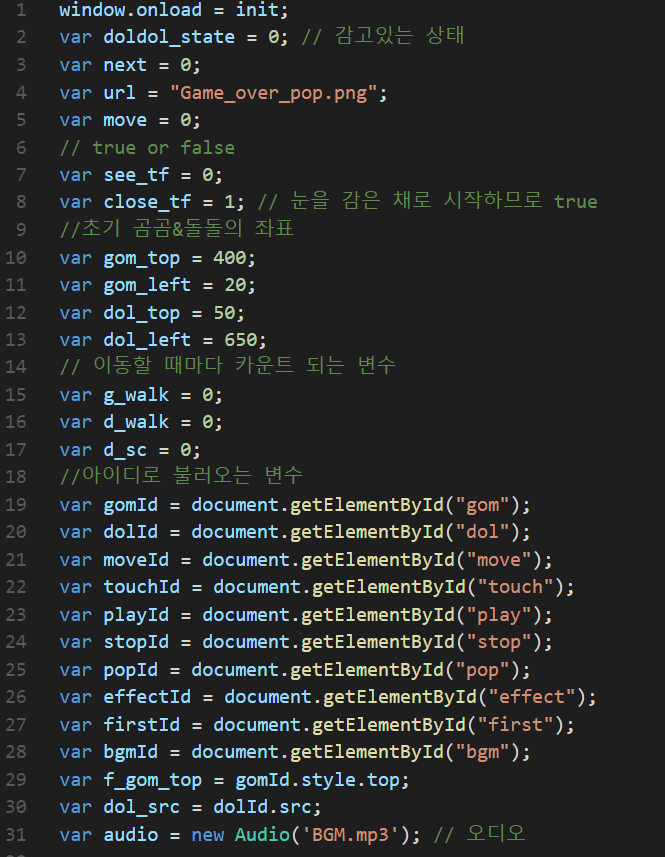 1 window.onload = init;
2 var doldol_state = 0; // 감고있는 상태
3 var next = 0;
4 var url = "Game_over_pop.png";
5 var move = 0;
6 // true or false
7 var see_tf = 0;
8 var close_tf = 1; // 눈을 감은 채로 시작하므로 true
9 //초기 곰곰&돌돌의 좌표
10 var gom_top = 400;
11 var gom_left = 20;
12 var dol_top = 50;
13 var dol_left = 650;
14 // 이동할 때마다 카운트 되는 변수
15 var g_walk = 0;
16 var d_walk = 0;
17 var d_sc = 0;
18 //아이디로 불러오는 변수
19 var gomId = document.getElementById("gom");
20 var dolId = document.getElementById("dol");
21 var moveId = document.getElementById("move");
22 var touchId = document.getElementById("touch");
23 var playId = document.getElementById("play");
24 var stopId = document.getElementById("stop");
25 var popId = document.getElementById("pop");
26 var effectId = document.getElementById("effect");
27 var firstId = document.getElementById("first");
28 var bgmId = document.getElementById("bgm");
29 var f_gom_top = gomId.style.top;
30 var dol_src = dolId.src;
31 var audio = new Audio('BGM.mp3'); // 오디오